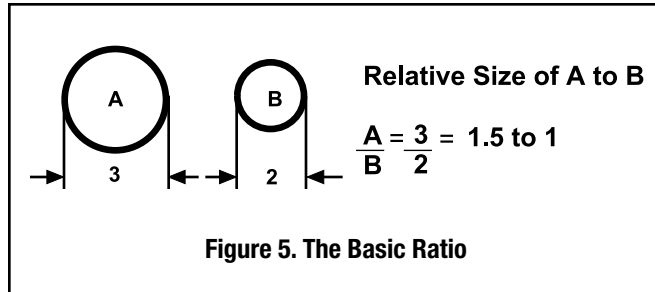 A
B
3
2
Relative Size of A to B
A = 3 = 1.5 to 1
B 2
Figure 5. The Basic Ratio